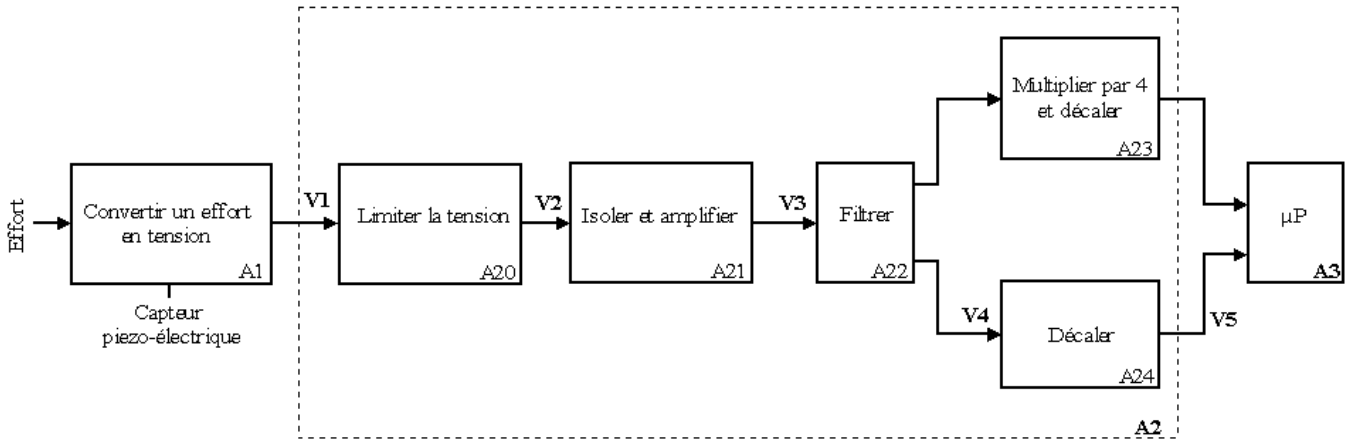 Effort
Convertir un effort
en tension
A1
Capteur
piezo-électrique
V1
Limiter la tension
A20
V2
Isoler et amplifier
A21
V3
Filtrer
A22
Multiplier par 4
et décaler
A23
V4
Décaler
A24
V5
µP
A3
A2